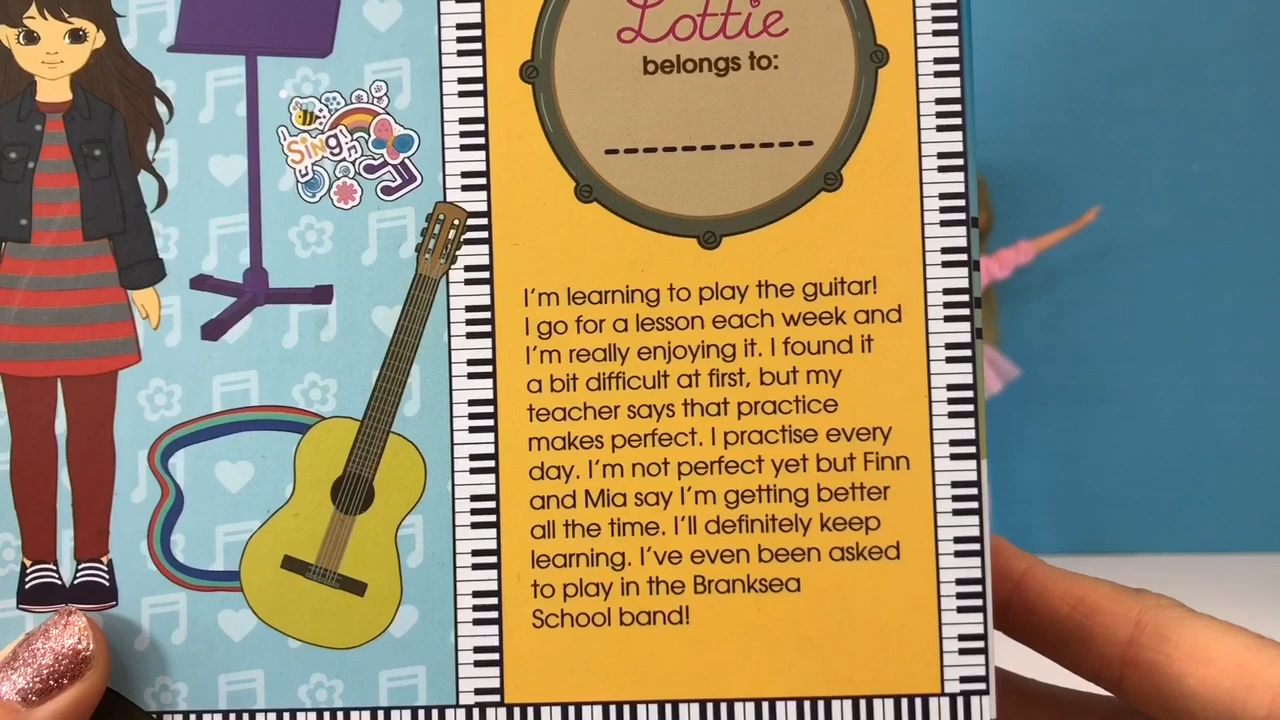 Lottie
belongs to:
Sing
I'm learning to play the guitar!
I go for a lesson each week and
I'm really enjoying it. I found it
a bit difficult at first, but my
teacher says that practice
makes perfect. I practise every
day. I'm not perfect yet but Finn
and Mia say I'm getting better
all the time. I'll definitely keep
learning. I've even been asked
to play in the Branksea
School band!